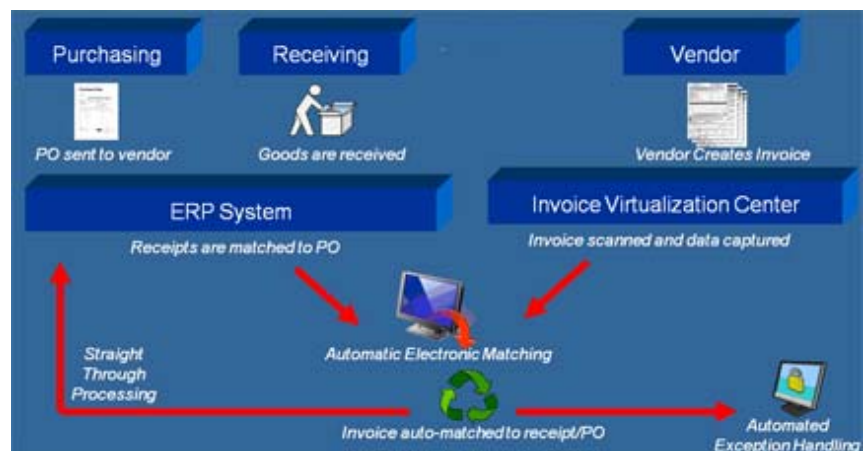 Purchasing
Receiving
Vendor
PO sent to vendor
Goods are received
Vendor Creates Invoice
ERP System
Invoice Virtualization Center
Receipts are matched to PO
Invoice scanned and data captured
Automatic Electronic Matching
Straight
Through
Processing
Invoice auto-matched to receipt/PO
Automated
Exception Handling